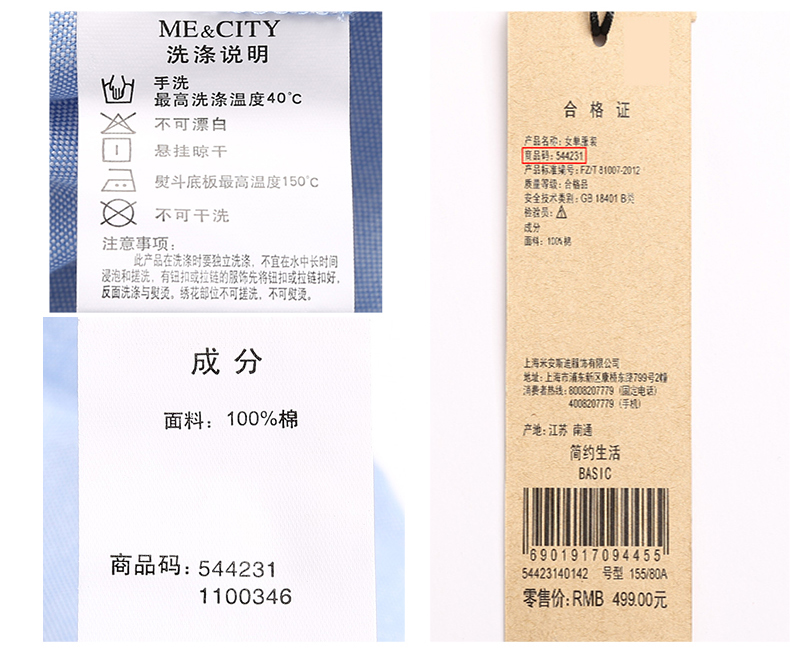 ME&CITY
洗涤说明
手洗
最高洗涤温度40℃
不可漂白
悬挂晾干
熨斗底板最高温度150℃
不可干洗
注意事项:
此产品在洗涤时要独立洗涤，不宜在水中长时间
浸泡和搓洗，有钮扣或拉链的服饰先将钮扣或拉链扣好，
反面洗涤与熨烫。绣花部位不可搓洗，不可熨烫。
成分
面料：100%棉
商品码：544231
1100346
合格证
产品名称：女单服装
商品码：544231
产品标准编号：FZ/T 81007-2012
质量等级：合格品
安全技术类别：GB 18401 B类
检验员：
成分
面料：100%棉
上海米安斯迪服饰有限公司
地址：上海市浦东新区康桥东路799号2幢
消费者热线：8008207779（固定电话）
4008207779（手机）
产地：江苏 南通
简约生活
BASIC
6901917094455
54423140142 号型 155/80A
零售价：RMB 499.00元